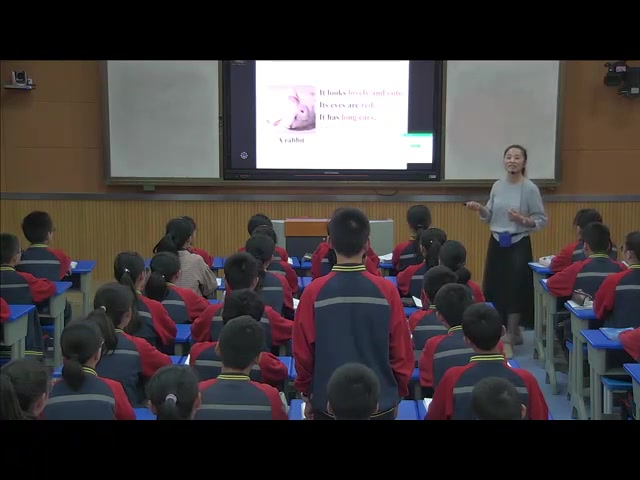 It looks lovely and cute.
Its eyes are red.
It has long ears.
A rabbit